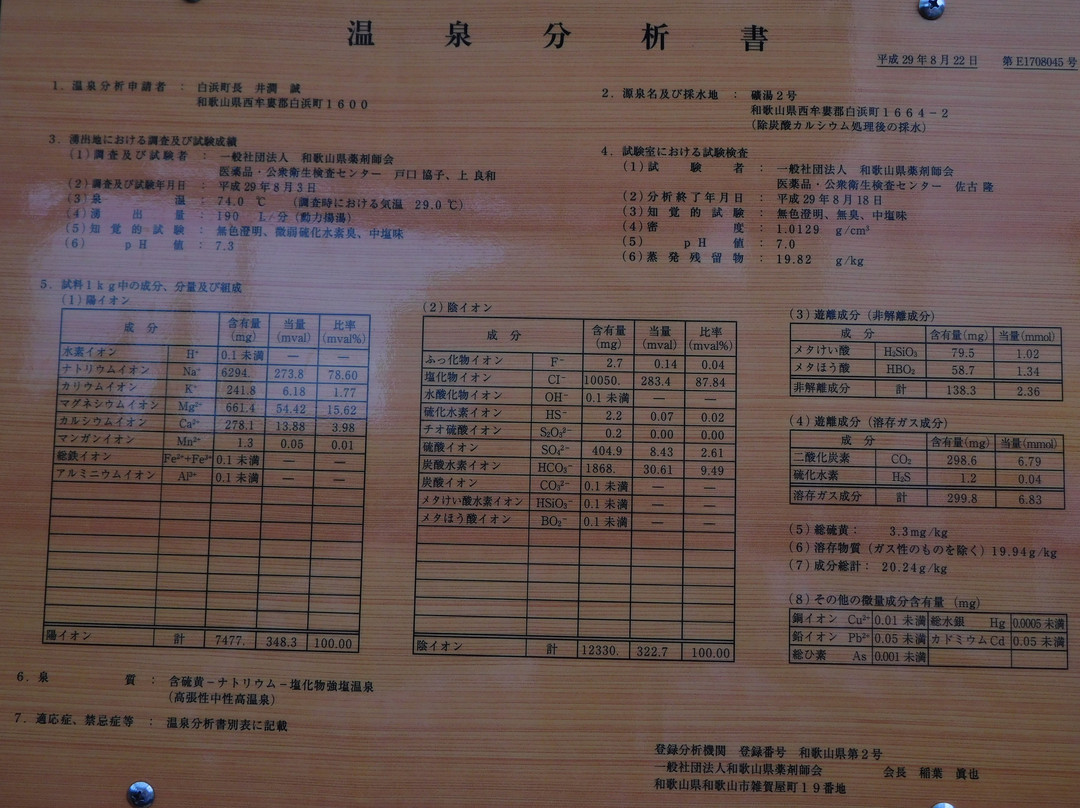 温泉分析書
平成29年8月22日 第E1708045号
1. 温泉分析申請者 : 白浜町長 井澗 誠
和歌山県西牟婁郡白浜町1600
2. 源泉名及び採水地 : 礦湯2号
和歌山県西牟婁郡白浜町1664-2
(除炭酸カルシウム処理後の採水)
3. 湧出地における調査及び試験成績
(1)調査及び試験者 : 一般社団法人 和歌山県薬剤師会
医薬品・公衆衛生検査センター 戸口 協子、上 良和
(2)調査及び試験年月日 : 平成29年8月3日
(3)泉温 : 74.0 ℃ (調査時における気温 29.0℃)
(4)湧出量 : 190 L/分(動力揚湯)
(5)知覚的試験 : 無色澄明、微弱硫化水素臭、中塩味
(6) pH値 : 7.3
4. 試験室における試験検査
(1)試験者 : 一般社団法人 和歌山県薬剤師会
医薬品・公衆衛生検査センター 佐古 隆
(2)分析終了年月日 : 平成29年8月18日
(3)知覚的試験 : 無色澄明、無臭、中塩味
(4)密度 : 1.0129 g/cm³
(5) pH値 : 7.0
(6)蒸発残留物 : 19.82 g/kg
5. 試料1kg中の成分、分量及び組成
(1)陽イオン
成分 含有量(mg) 当量(mval) 比率(mval%)
水素イオン H⁺ 0.1未満 — —
ナトリウムイオン Na⁺ 6294. 273.8 78.60
カリウムイオン K⁺ 241.8 6.18 1.77
マグネシウムイオン Mg²⁺ 661.4 54.42 15.62
カルシウムイオン Ca²⁺ 278.1 13.88 3.98
マンガンイオン Mn²⁺ 1.3 0.05 0.01
総鉄イオン Fe²⁺+Fe³⁺ 0.1未満 — —
アルミニウムイオン Al³⁺ 0.1未満 — —
陽イオン 計 7477. 348.3 100.00
(2)陰イオン
成分 含有量(mg) 当量(mval) 比率(mval%)
ふっ化物イオン F⁻ 2.7 0.14 0.04
塩化物イオン Cl⁻ 10050. 283.4 87.84
水酸化物イオン OH⁻ 0.1未満 — —
硫化水素イオン HS⁻ 2.2 0.07 0.02
チオ硫酸イオン S₂O₃²⁻ 0.2 0.00 0.00
硫酸イオン SO₄²⁻ 404.9 8.43 2.61
炭酸水素イオン HCO₃⁻ 1868. 30.61 9.49
炭酸イオン CO₃²⁻ 0.1未満 — —
メタけい酸水素イオン HSiO₃⁻ 0.1未満 — —
メタほう酸イオン BO₂⁻ 0.1未満 — —
陰イオン 計 12330. 322.7 100.00
(3)遊離成分(非解離成分)
成分 含有量(mg) 当量(mmol)
メタけい酸 H₂SiO₃ 79.5 1.02
メタほう酸 HBO₂ 58.7 1.34
非解離成分 計 138.3 2.36
(4)遊離成分(溶存ガス成分)
成分 含有量(mg) 当量(mmol)
二酸化炭素 CO₂ 298.6 6.79
硫化水素 H₂S 1.2 0.04
溶存ガス成分 計 299.8 6.83
(5)総硫黄: 3.3mg/kg
(6)溶存物質(ガス性のものを除く) 19.94g/kg
(7)成分総計: 20.24g/kg
(8)その他の微量成分含有量 (mg)
銅イオン Cu²⁺ 0.01未満 総水銀 Hg 0.0005未満
鉛イオン Pb²⁺ 0.05未満 カドミウムCd 0.05未満
総ひ素 As 0.001未満
6. 泉質 : 含硫黄-ナトリウム-塩化物強塩温泉
(高張性中性高温泉)
7. 適応症、禁忌症等 : 温泉分析書別表に記載
登録分析機関 登録番号 和歌山県第2号
一般社団法人和歌山県薬剤師会 会長 稲葉 眞也
和歌山県和歌山市雑賀屋町19番地